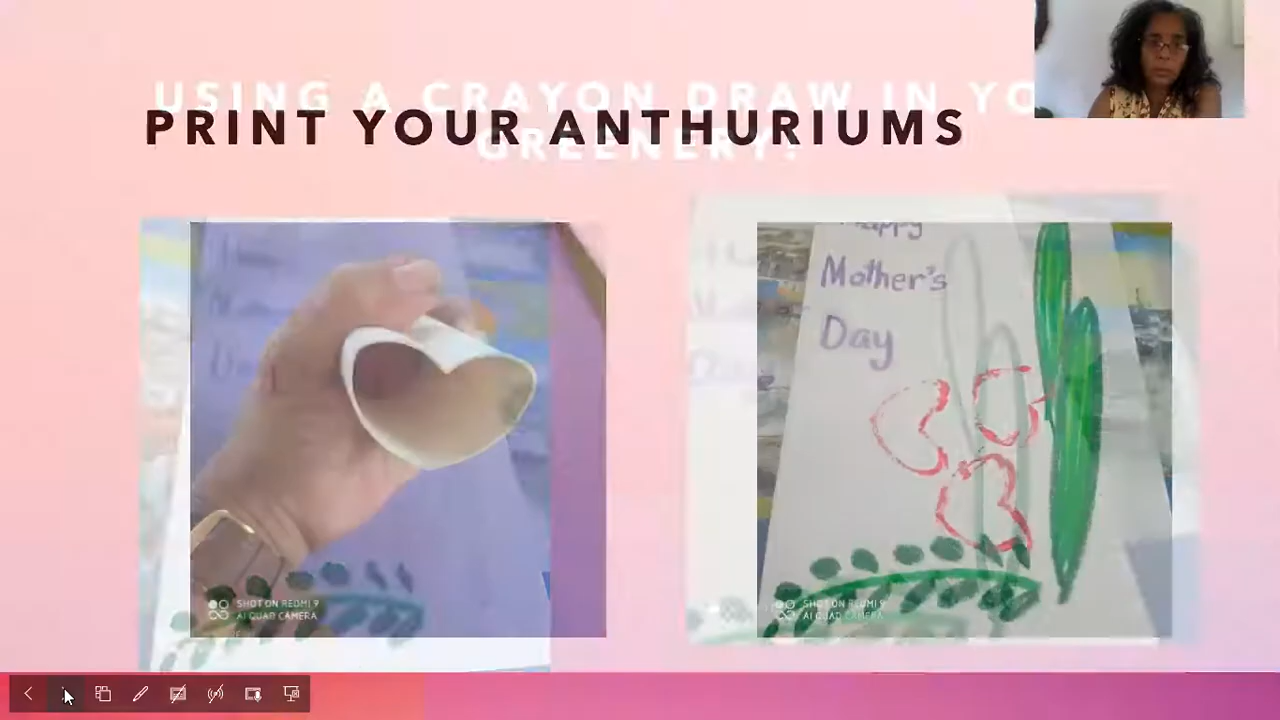 USING A CRAYON DRAW IN YO
GREENERY!
PRINT YOUR ANTHURIUMS
SHOT ON REDMI 9
AI QUAD CAMERA
Happy
Mother's
Day
SHOT ON REDMI 9
AI QUAD CAMERA